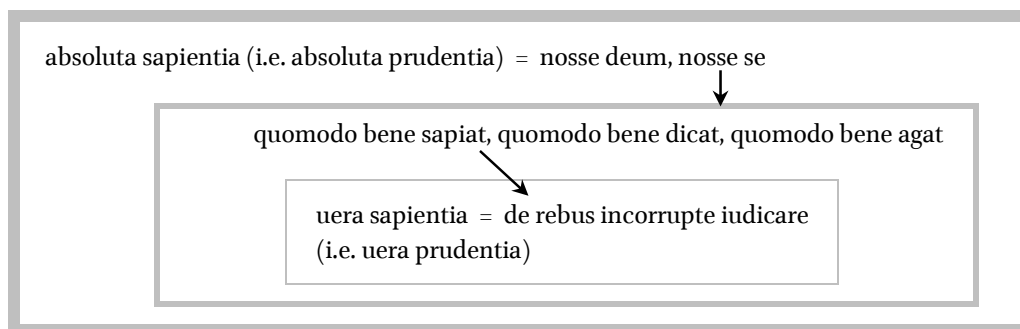 absoluta sapientia (i.e. absoluta prudentia) = nosse deum, nosse se
quomodo bene sapiat, quomodo bene dicat, quomodo bene agat
uera sapientia = de rebus incorrupte iudicare
(i.e. uera prudentia)